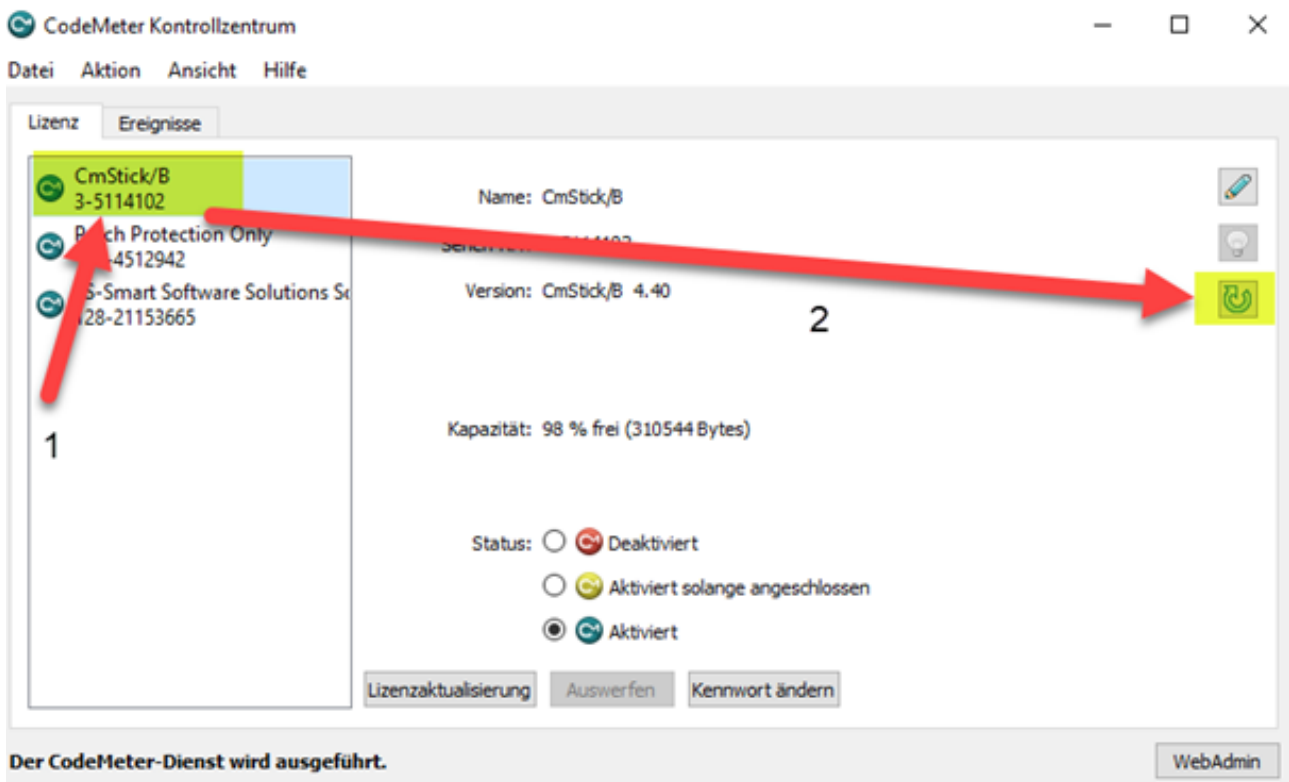 CodeMeter Kontrollzentrum
Datei Aktion Ansicht Hilfe
Lizenz Ereignisse
CmStick/B
3-5114102
Protection Only
4512942
-Smart Software Solutions
128-21153665
Name: CmStick/B
Version: CmStick/B 4.40
2
1
Kapazität: 98 % frei (310544 Bytes)
Status: Deaktiviert
Aktiviert solange angeschlossen
Aktiviert
Lizenzaktualisierung Auswerfen Kennwort ändern
Der CodeMeter-Dienst wird ausgeführt. WebAdmin